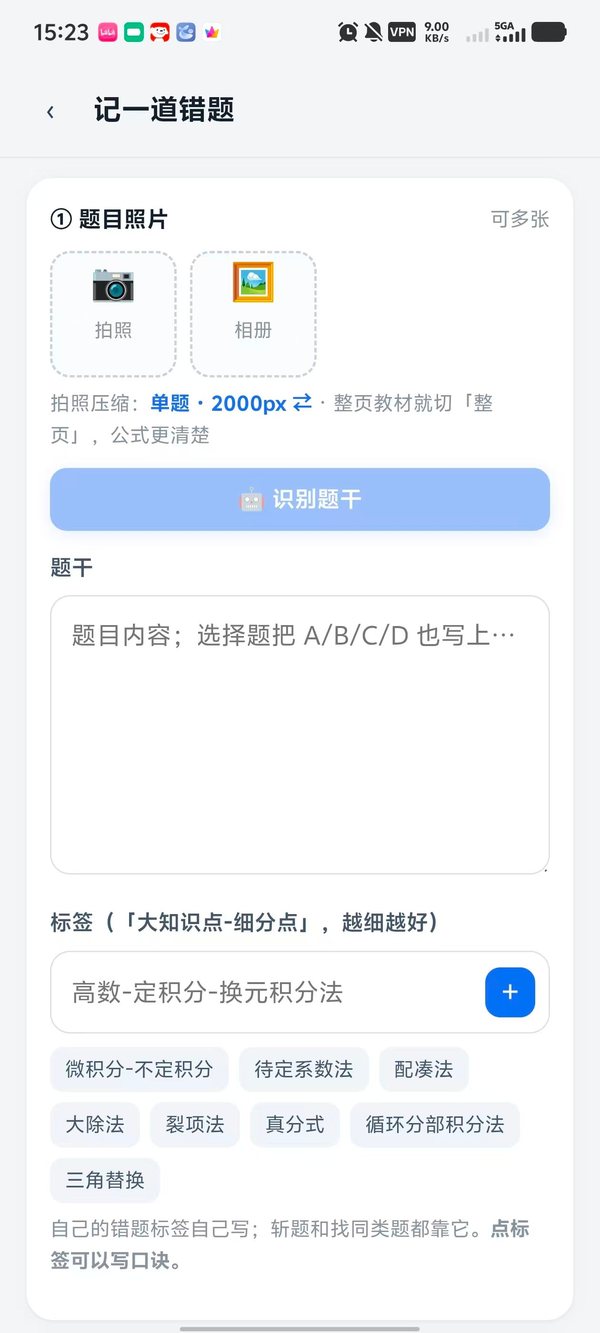 15:23 LaLa VPN 9.00 KB/s 5GA
‹ 记一道错题
① 题目照片 可多张
拍照 相册
拍照压缩：单题 · 2000px ⇄ · 整页教材就切「整
页」，公式更清楚
识别题干
题干
题目内容；选择题把 A/B/C/D 也写上…
标签（「大知识点-细分点」，越细越好）
高数-定积分-换元积分法 +
微积分-不定积分 待定系数法 配凑法
大除法 裂项法 真分式 循环分部积分法
三角替换
自己的错题标签自己写；斩题和找同类题都靠它。点标
签可以写口诀。